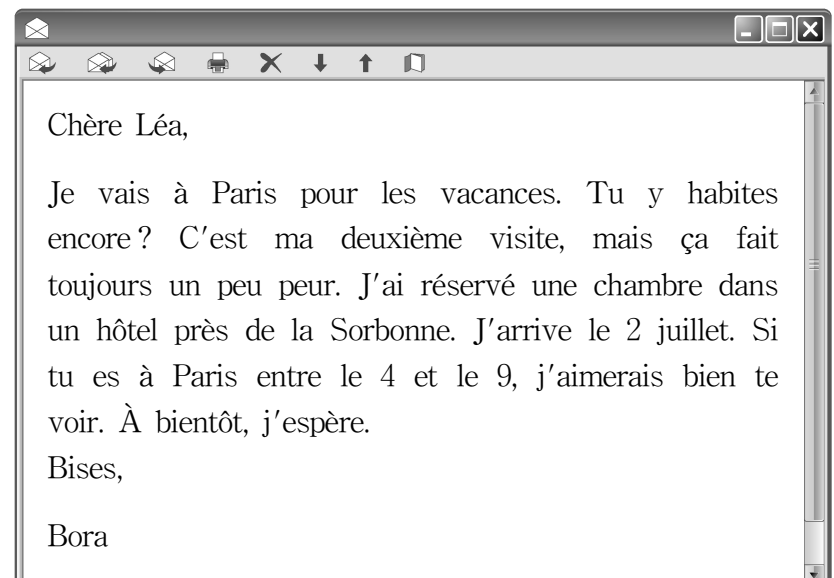 Chère Léa,
Je vais à Paris pour les vacances. Tu y habites
encore ? C'est ma deuxième visite, mais ça fait
toujours un peu peur. J'ai réservé une chambre dans
un hôtel près de la Sorbonne. J'arrive le 2 juillet. Si
tu es à Paris entre le 4 et le 9, j'aimerais bien te
voir. À bientôt, j'espère.
Bises,
Bora